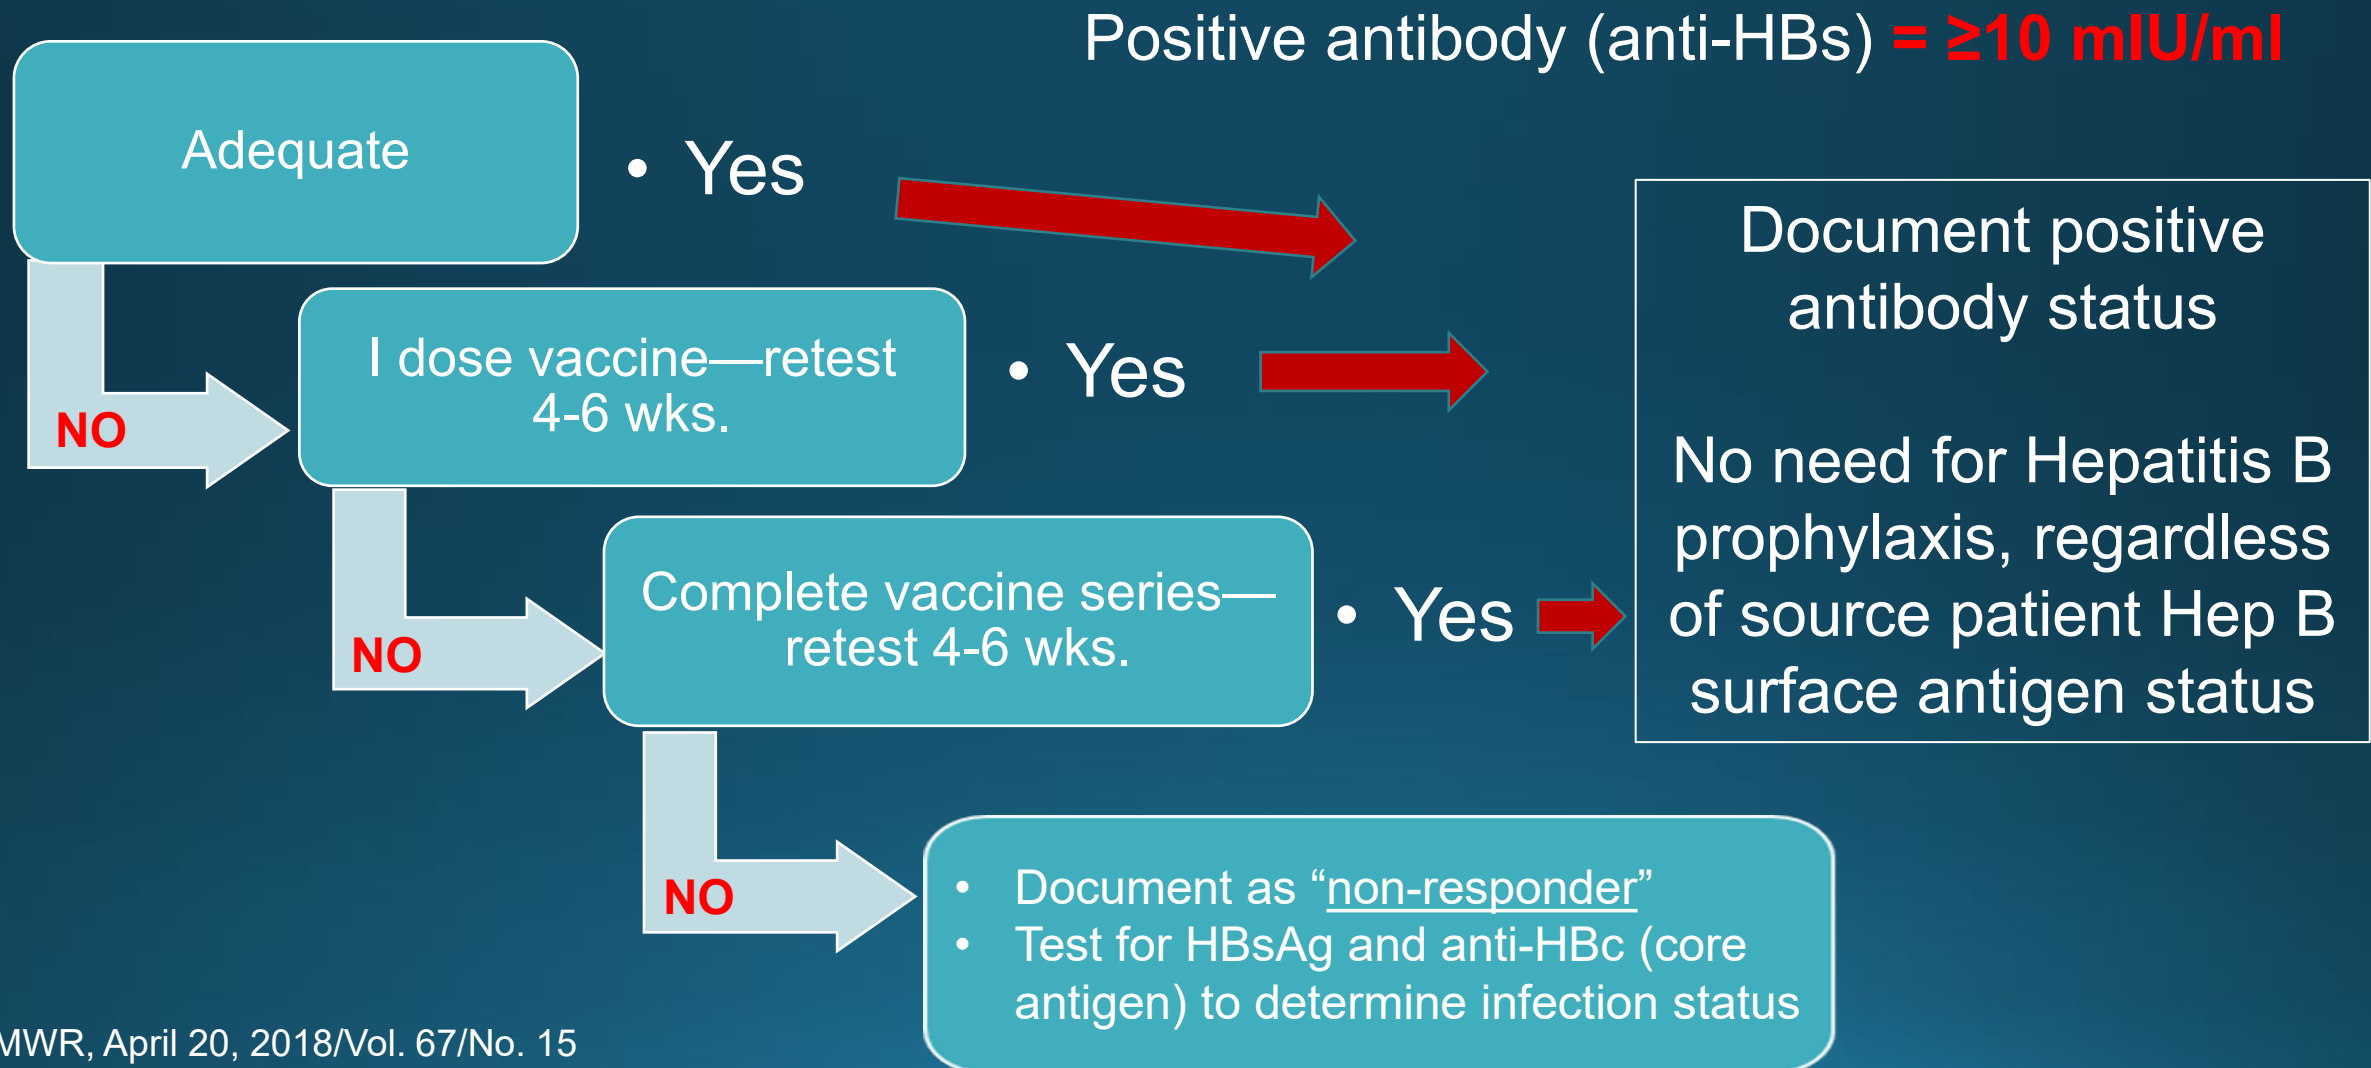 Positive antibody (anti-HBs) = ≥10 mIU/ml
Adequate
• Yes
NO
I dose vaccine—retest
4-6 wks.
• Yes
NO
Complete vaccine series—
retest 4-6 wks.
• Yes
NO
• Document as “non-responder”
• Test for HBsAg and anti-HBc (core
antigen) to determine infection status
Document positive
antibody status
No need for Hepatitis B
prophylaxis, regardless
of source patient Hep B
surface antigen status
MWR, April 20, 2018/Vol. 67/No. 15